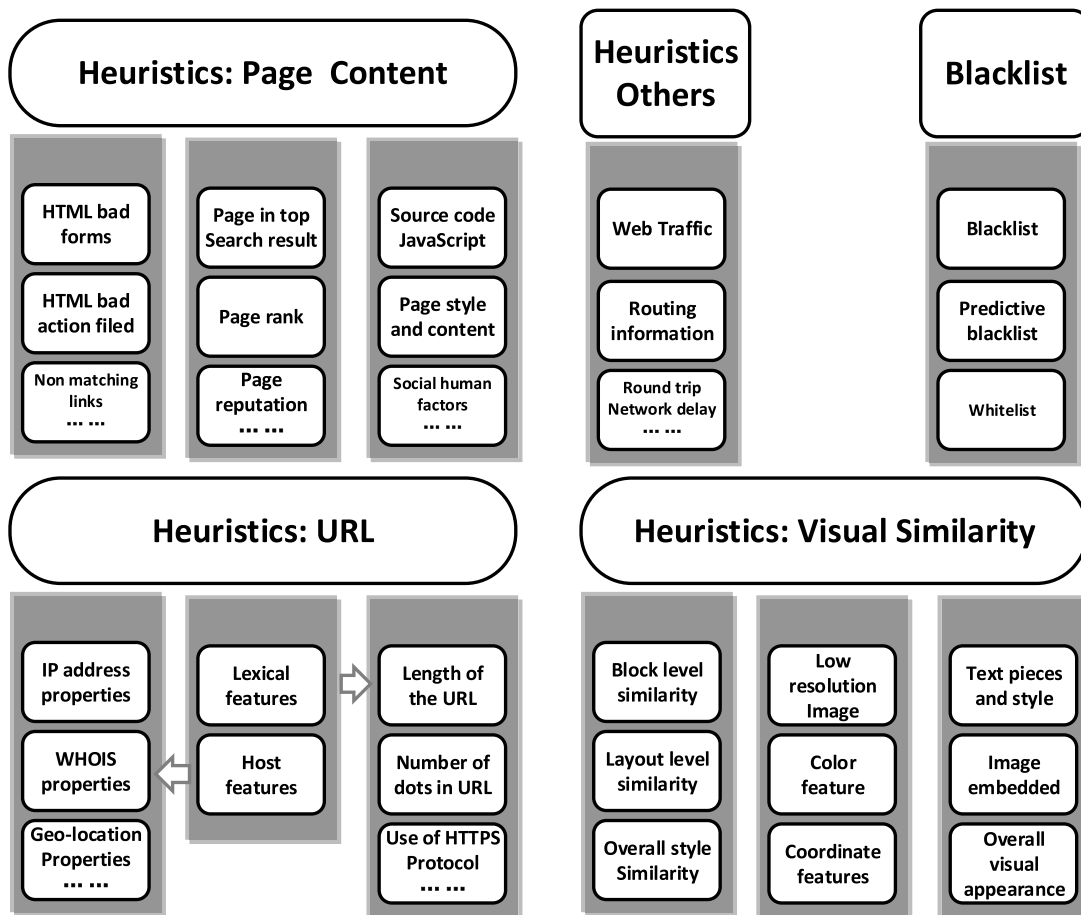 Heuristics: Page Content
HTML bad
forms
HTML bad
action filed
Non matching
links
... ...
Page in top
Search result
Page rank
Page
reputation
... ...
Source code
JavaScript
Page style
and content
Social human
factors
... ...
Heuristics
Others
Web Traffic
Routing
information
Round trip
Network delay
... ...
Blacklist
Blacklist
Predictive
blacklist
Whitelist
Heuristics: URL
IP address
properties
WHOIS
properties
Geo-location
Properties
... ...
Lexical
features
Host
features
Length of
the URL
Number of
dots in URL
Use of HTTPS
Protocol
... ...
Heuristics: Visual Similarity
Block level
similarity
Layout level
similarity
Overall style
Similarity
Low
resolution
Image
Color
feature
Coordinate
features
Text pieces
and style
Image
embedded
Overall
visual
appearance